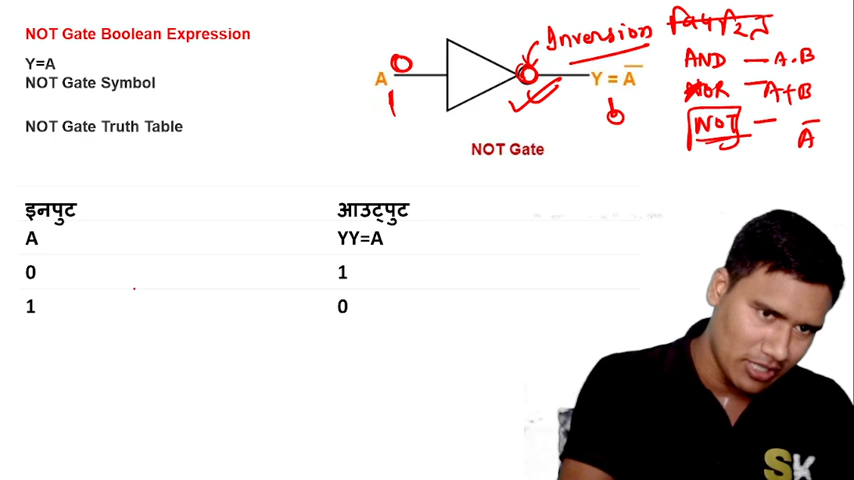 NOT Gate Boolean Expression
Y=A
NOT Gate Symbol
NOT Gate Truth Table
Inversion
A
0
1
Y = A̅
0
NOT Gate
AND — A.B
OR — A+B
NOT — A̅
इनपुट आउट्पुट
A YY=A
0 1
1 0
SK